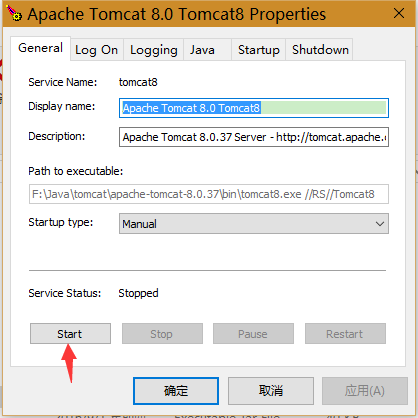 Apache Tomcat 8.0 Tomcat8 Properties
General Log On Logging Java Startup Shutdown
Service Name: tomcat8
Display name: Apache Tomcat 8.0 Tomcat8
Description: Apache Tomcat 8.0.37 Server - http://tomcat.apache.
Path to executable:
F:\Java\tomcat\apache-tomcat-8.0.37\bin\tomcat8.exe //RS//Tomcat8
Startup type: Manual
Service Status: Stopped
Start Stop Pause Restart
确定 取消 应用(A)